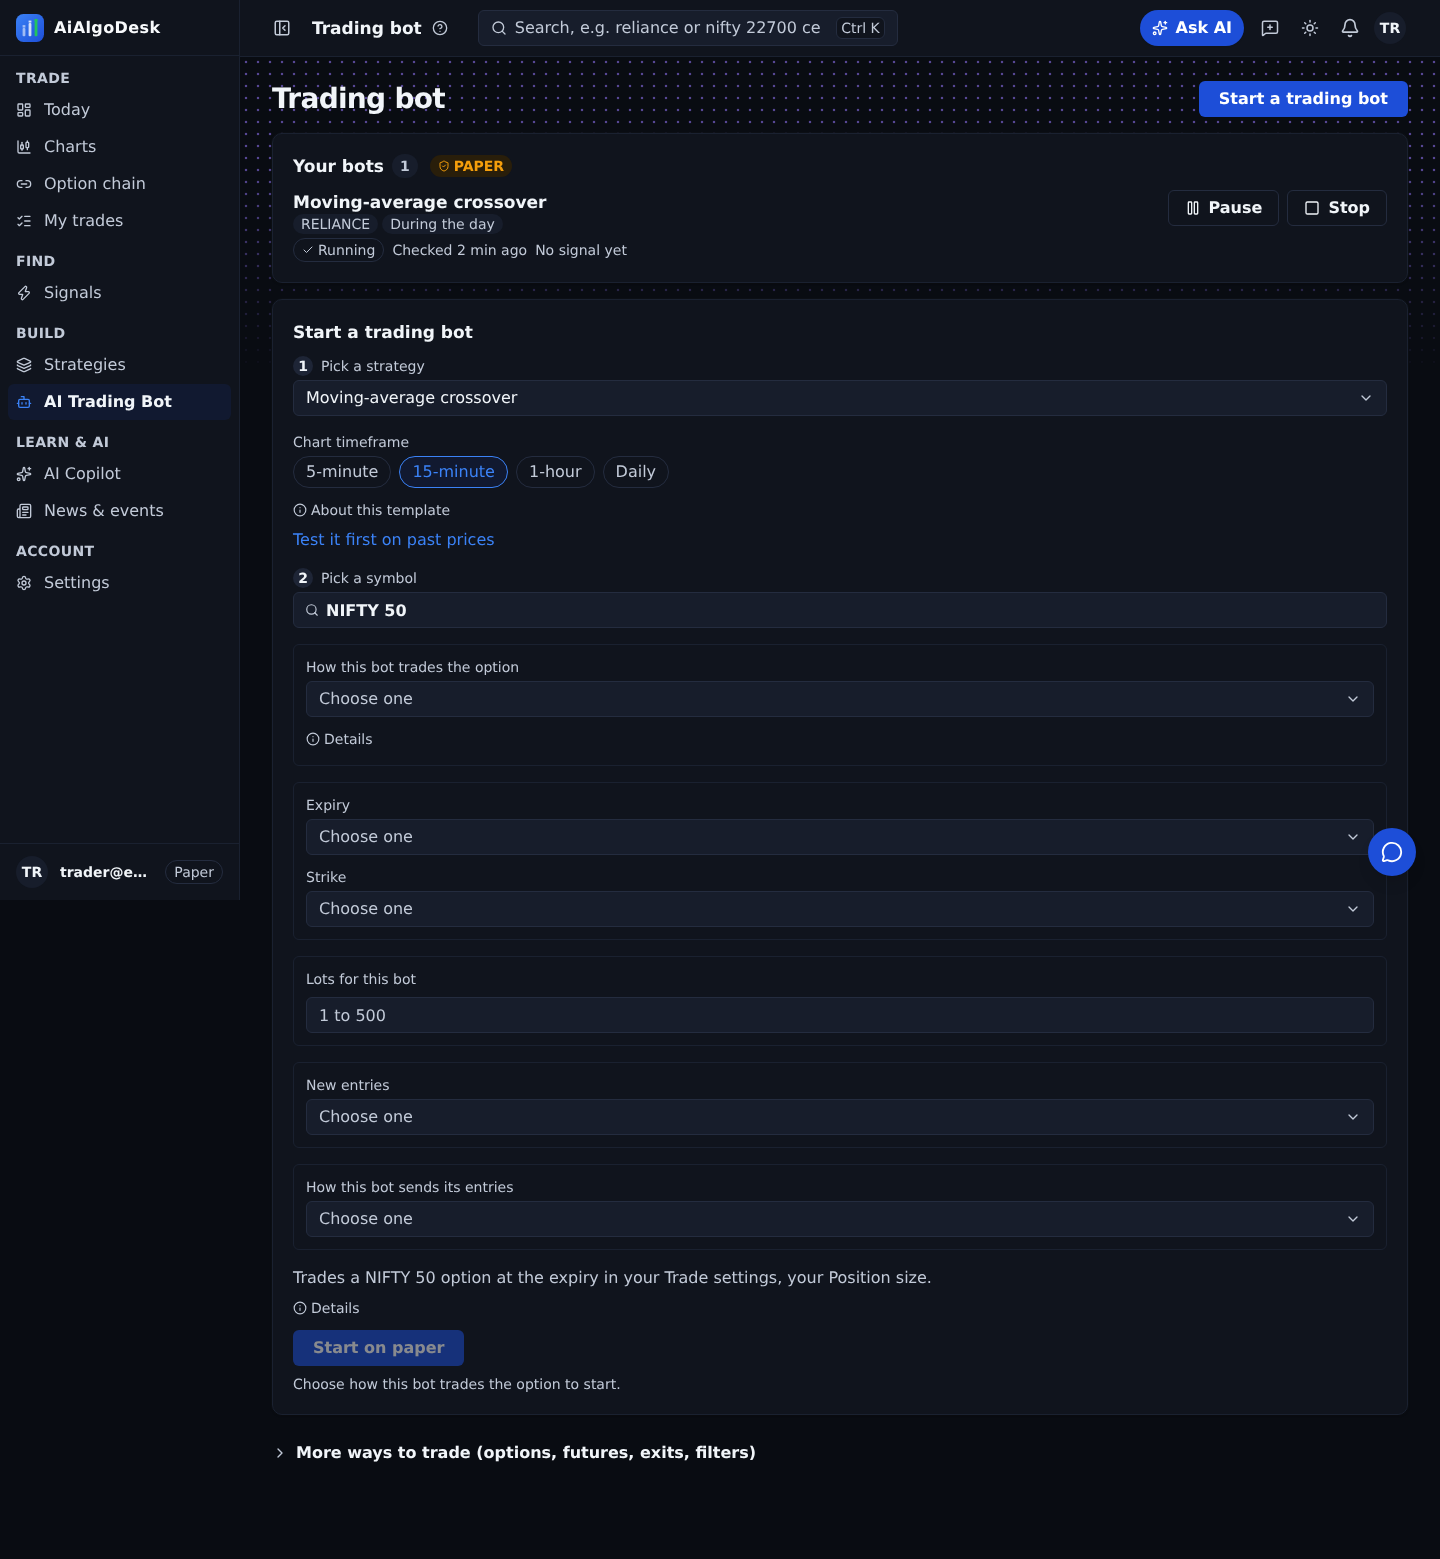 AiAlgoDesk
TRADE
Today
Charts
Option chain
My trades
FIND
Signals
BUILD
Strategies
AI Trading Bot
LEARN & AI
AI Copilot
News & events
ACCOUNT
Settings
TR trader@e... Paper
Trading bot
Search, e.g. reliance or nifty 22700 ce Ctrl K
Ask AI
TR
Trading bot
Start a trading bot
Your bots 1 PAPER
Moving-average crossover
RELIANCE During the day
Running Checked 2 min ago No signal yet
Pause Stop
Start a trading bot
1 Pick a strategy
Moving-average crossover
Chart timeframe
5-minute 15-minute 1-hour Daily
About this template
Test it first on past prices
2 Pick a symbol
NIFTY 50
How this bot trades the option
Choose one
Details
Expiry
Choose one
Strike
Choose one
Lots for this bot
1 to 500
New entries
Choose one
How this bot sends its entries
Choose one
Trades a NIFTY 50 option at the expiry in your Trade settings, your Position size.
Details
Start on paper
Choose how this bot trades the option to start.
More ways to trade (options, futures, exits, filters)